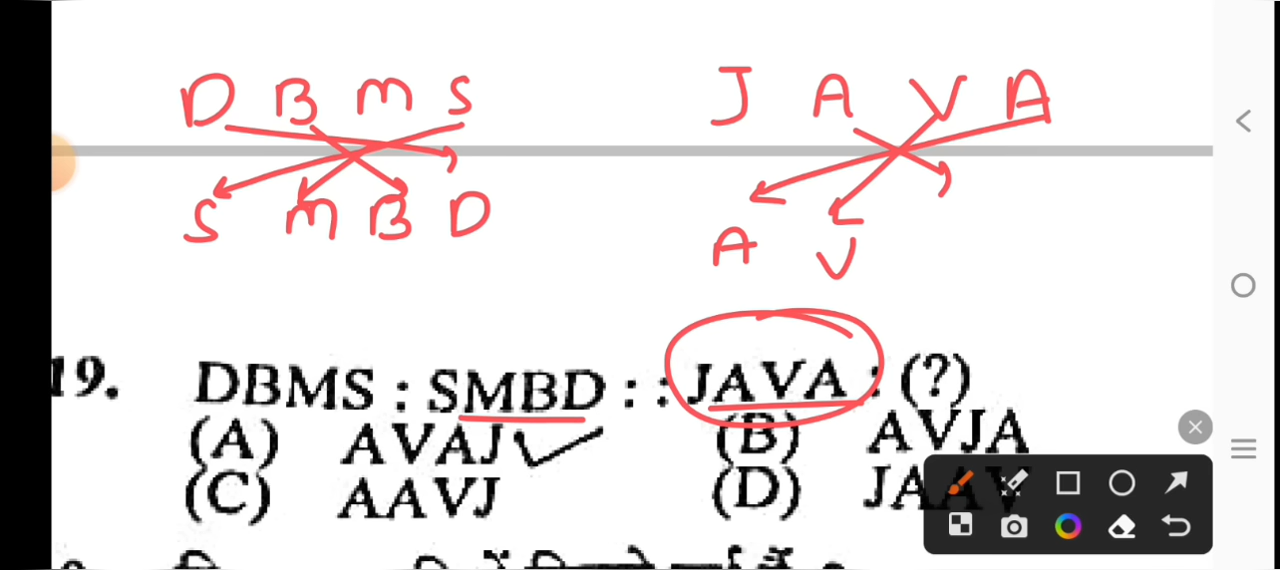 D B M S J A V A
S M B D A V
19. DBMS : SMBD : : JAVA : (?)
(A) AVAJ (B) AVJA
(C) AAVJ (D) JAAV